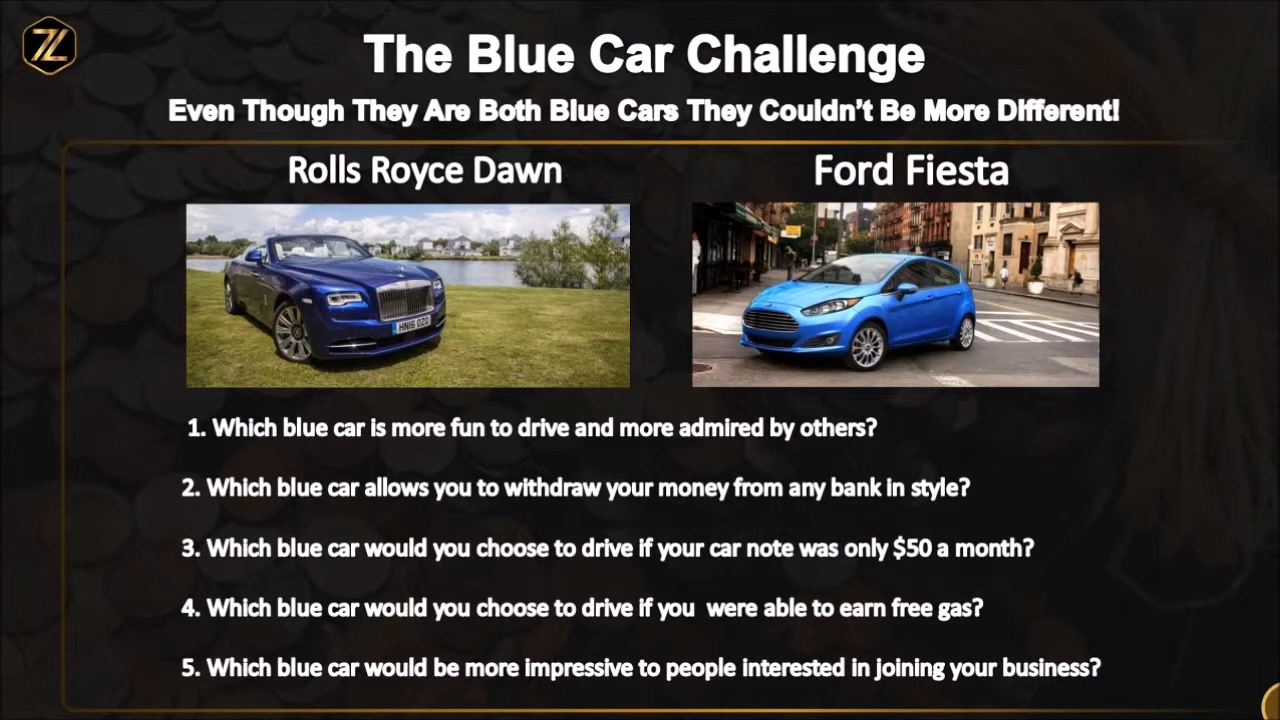 The Blue Car Challenge
Even Though They Are Both Blue Cars They Couldn't Be More Different!
Rolls Royce Dawn
Ford Fiesta
HN16 OZO
1. Which blue car is more fun to drive and more admired by others?
2. Which blue car allows you to withdraw your money from any bank in style?
3. Which blue car would you choose to drive if your car note was only $50 a month?
4. Which blue car would you choose to drive if you  were able to earn free gas?
5. Which blue car would be more impressive to people interested in joining your business?